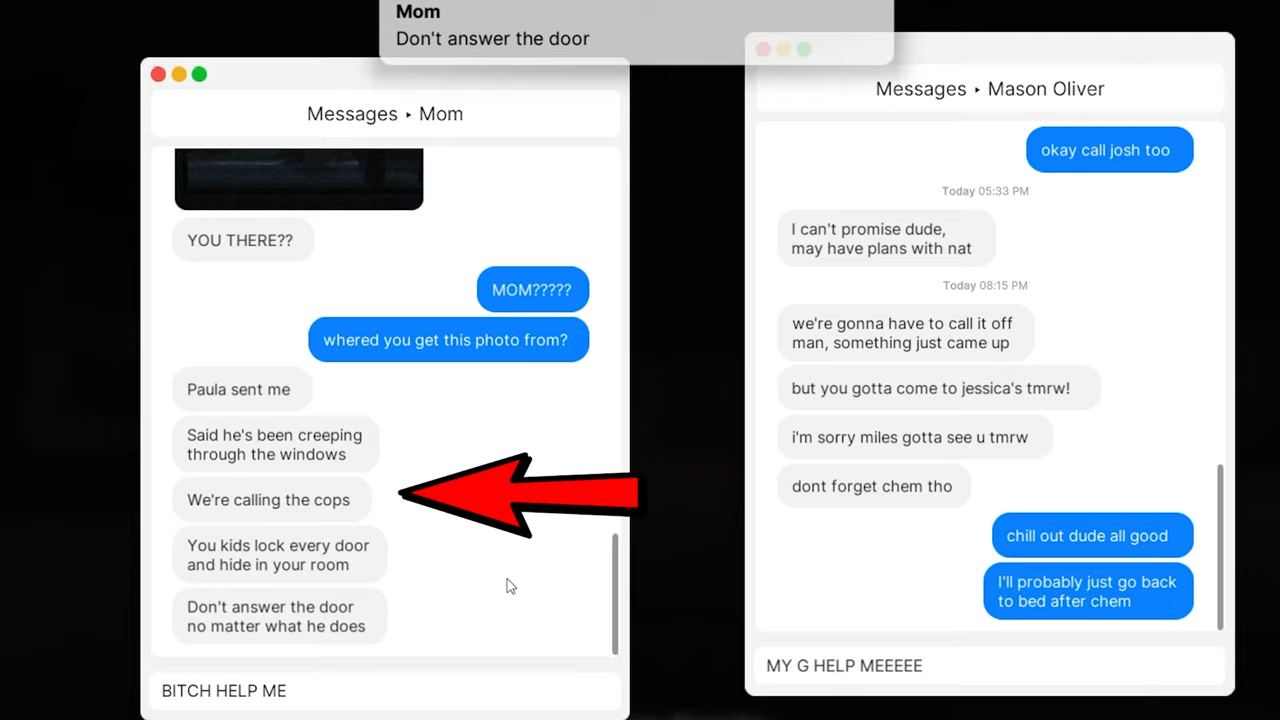 Mom
Don't answer the door
Messages ‣ Mom
YOU THERE??
MOM?????
whered you get this photo from?
Paula sent me
Said he's been creeping
through the windows
We're calling the cops
You kids lock every door
and hide in your room
Don't answer the door
no matter what he does
BITCH HELP ME
Messages ‣ Mason Oliver
okay call josh too
Today 05:33 PM
I can't promise dude,
may have plans with nat
Today 08:15 PM
we're gonna have to call it off
man, something just came up
but you gotta come to jessica's tmrw!
i'm sorry miles gotta see u tmrw
dont forget chem tho
chill out dude all good
I'll probably just go back
to bed after chem
MY G HELP MEEEEE